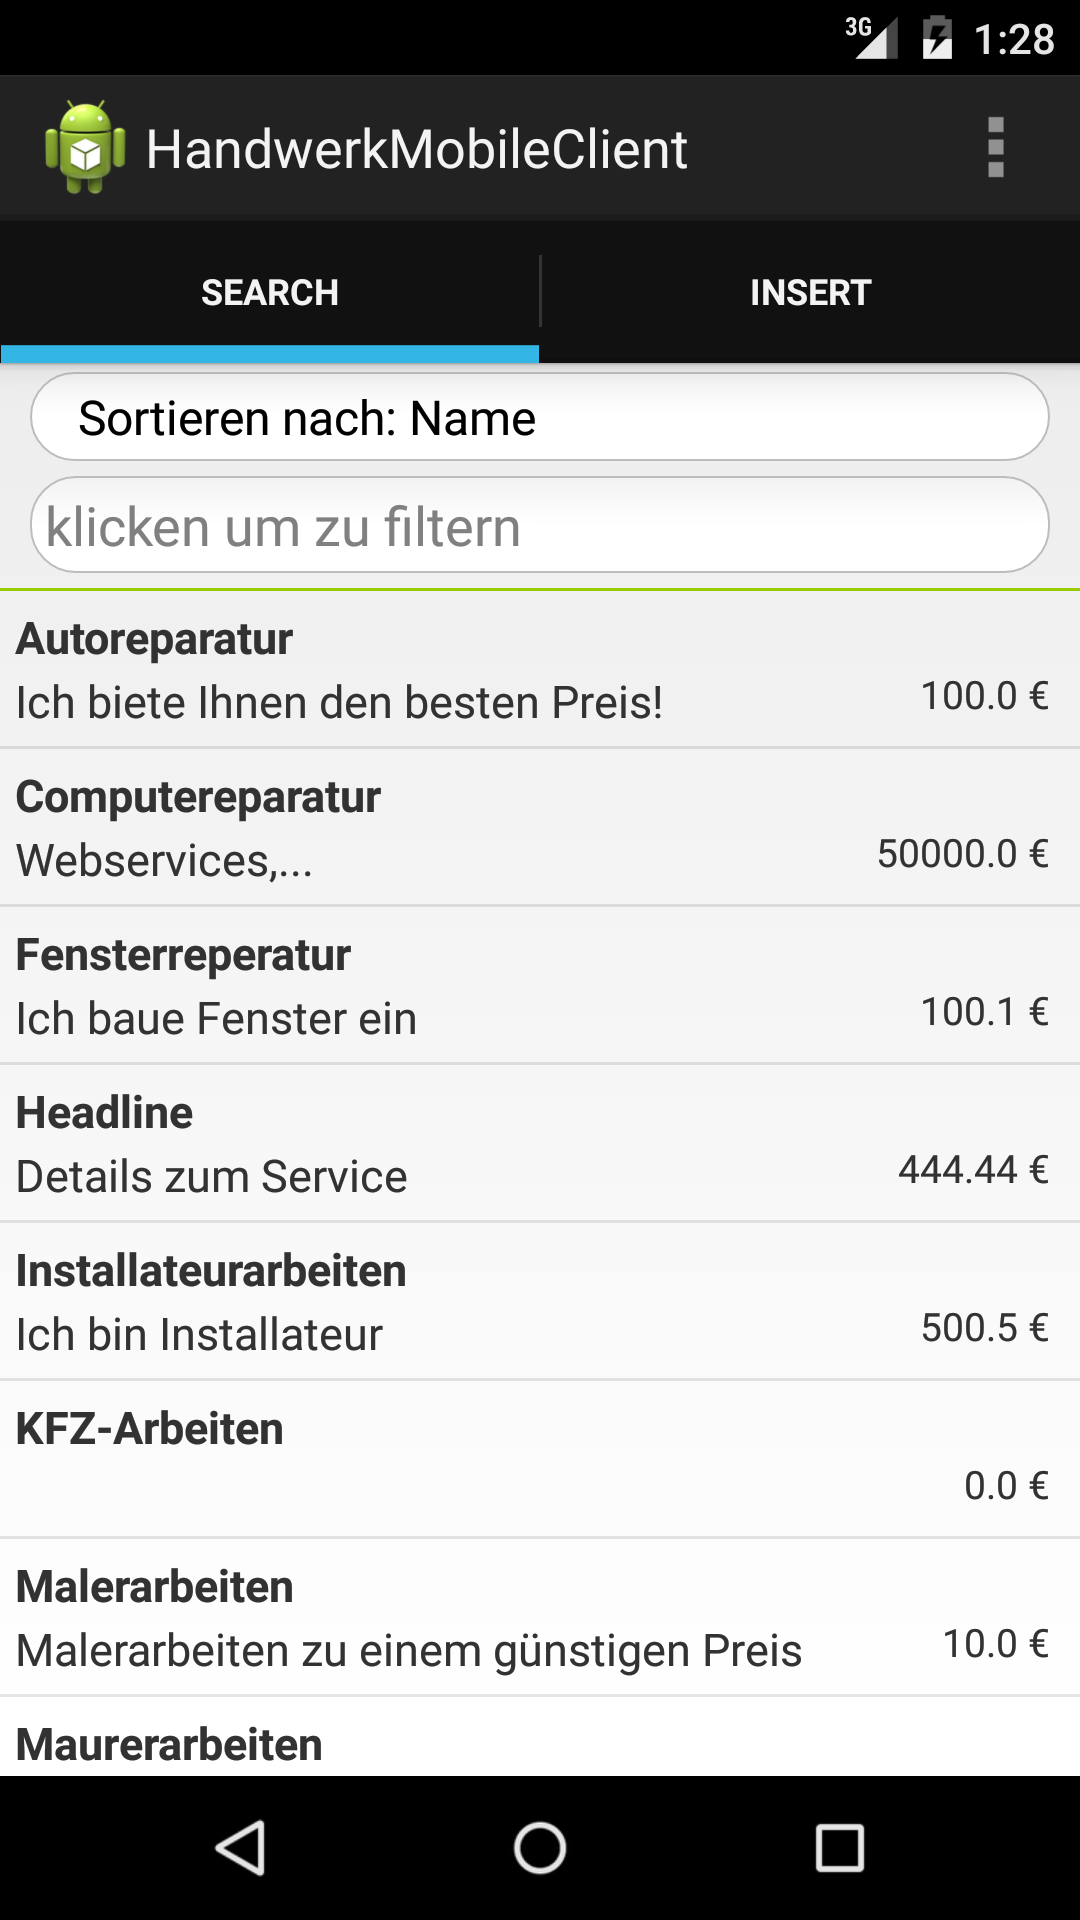 3G 1:28
HandwerkMobileClient
SEARCH INSERT
Sortieren nach: Name
klicken um zu filtern
Autoreparatur
Ich biete Ihnen den besten Preis! 100.0 €
Computereparatur
Webservices,... 50000.0 €
Fensterreperatur
Ich baue Fenster ein 100.1 €
Headline
Details zum Service 444.44 €
Installateurarbeiten
Ich bin Installateur 500.5 €
KFZ-Arbeiten
0.0 €
Malerarbeiten
Malerarbeiten zu einem günstigen Preis 10.0 €
Maurerarbeiten